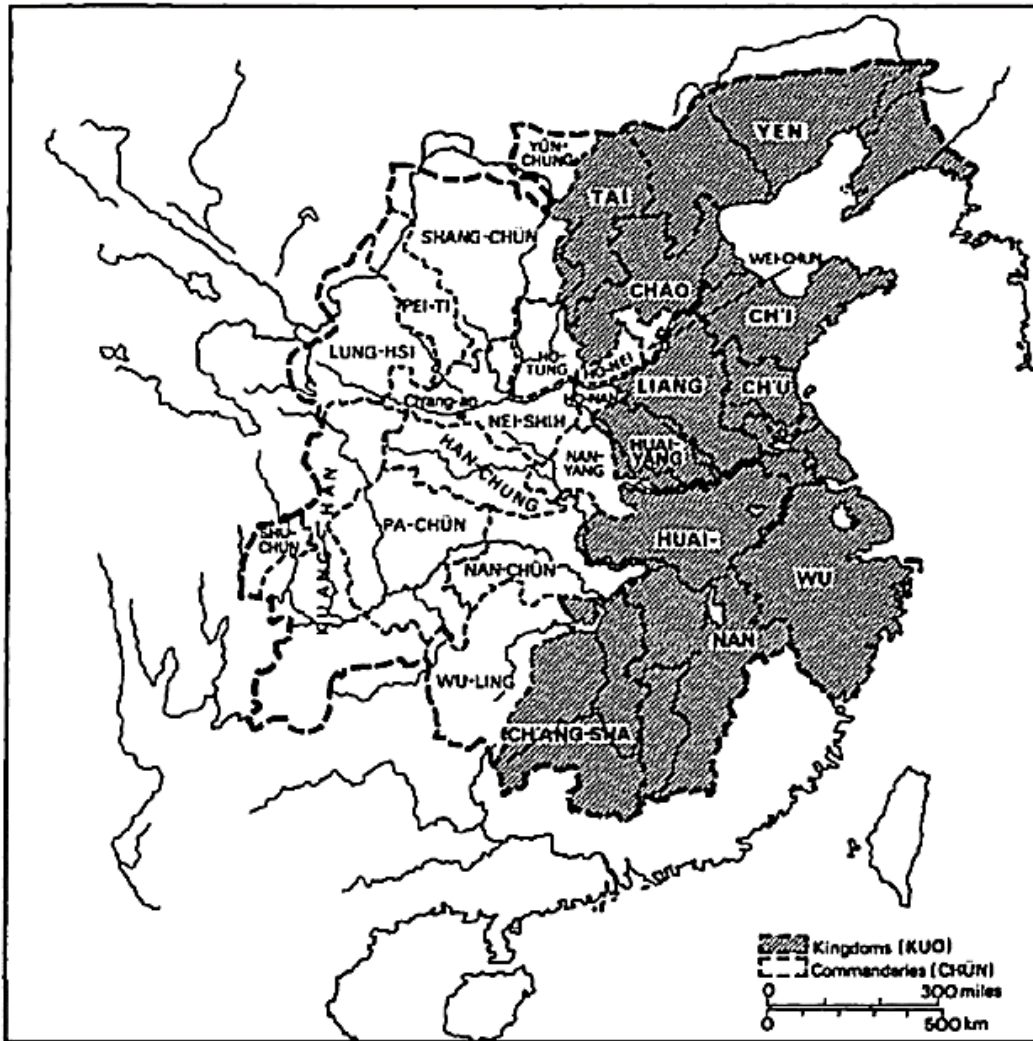 YEN
YÜN-
CHUNG
TAI
SHANG-CHÜN
WEI-CHUN
CHAO
CH'I
PEI-TI
LUNG-HSI
HO-
TUNG
HO-NEI
LIANG
CH'U
Ch'ang-an
HO-NAN
NEI-SHIH
HUAI-
YANG
NAN-
YANG
HAN-CHUNG
KUANG-HAN
PA-CHÜN
SHU-
CHÜN
HUAI-
NAN-CHÜN
WU
NAN
WU-LING
CH'ANG-SHA
Kingdoms (KUO)
Commanderies (CHÜN)
0 300 miles
0 500 km